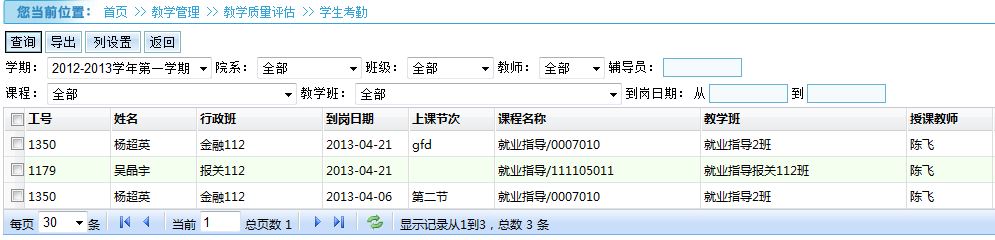 您当前位置： 首页 >> 教学管理 >> 教学质量评估 >> 学生考勤
查询 导出 列设置 返回
学期： 2012-2013学年第一学期 院系： 全部 班级： 全部 教师： 全部 辅导员：
课程： 全部 教学班： 全部 到岗日期： 从 到
工号 姓名 行政班 到岗日期 上课节次 课程名称 教学班 授课教师
1350 杨超英 金融112 2013-04-21 gfd 就业指导/0007010 就业指导2班 陈飞
1179 吴晶宇 报关112 2013-04-21 就业指导/111105011 就业指导报关112班 陈飞
1350 杨超英 金融112 2013-04-06 第二节 就业指导/0007010 就业指导2班 陈飞
每页 30 条 当前 1 总页数 1 显示记录从1到3，总数 3 条